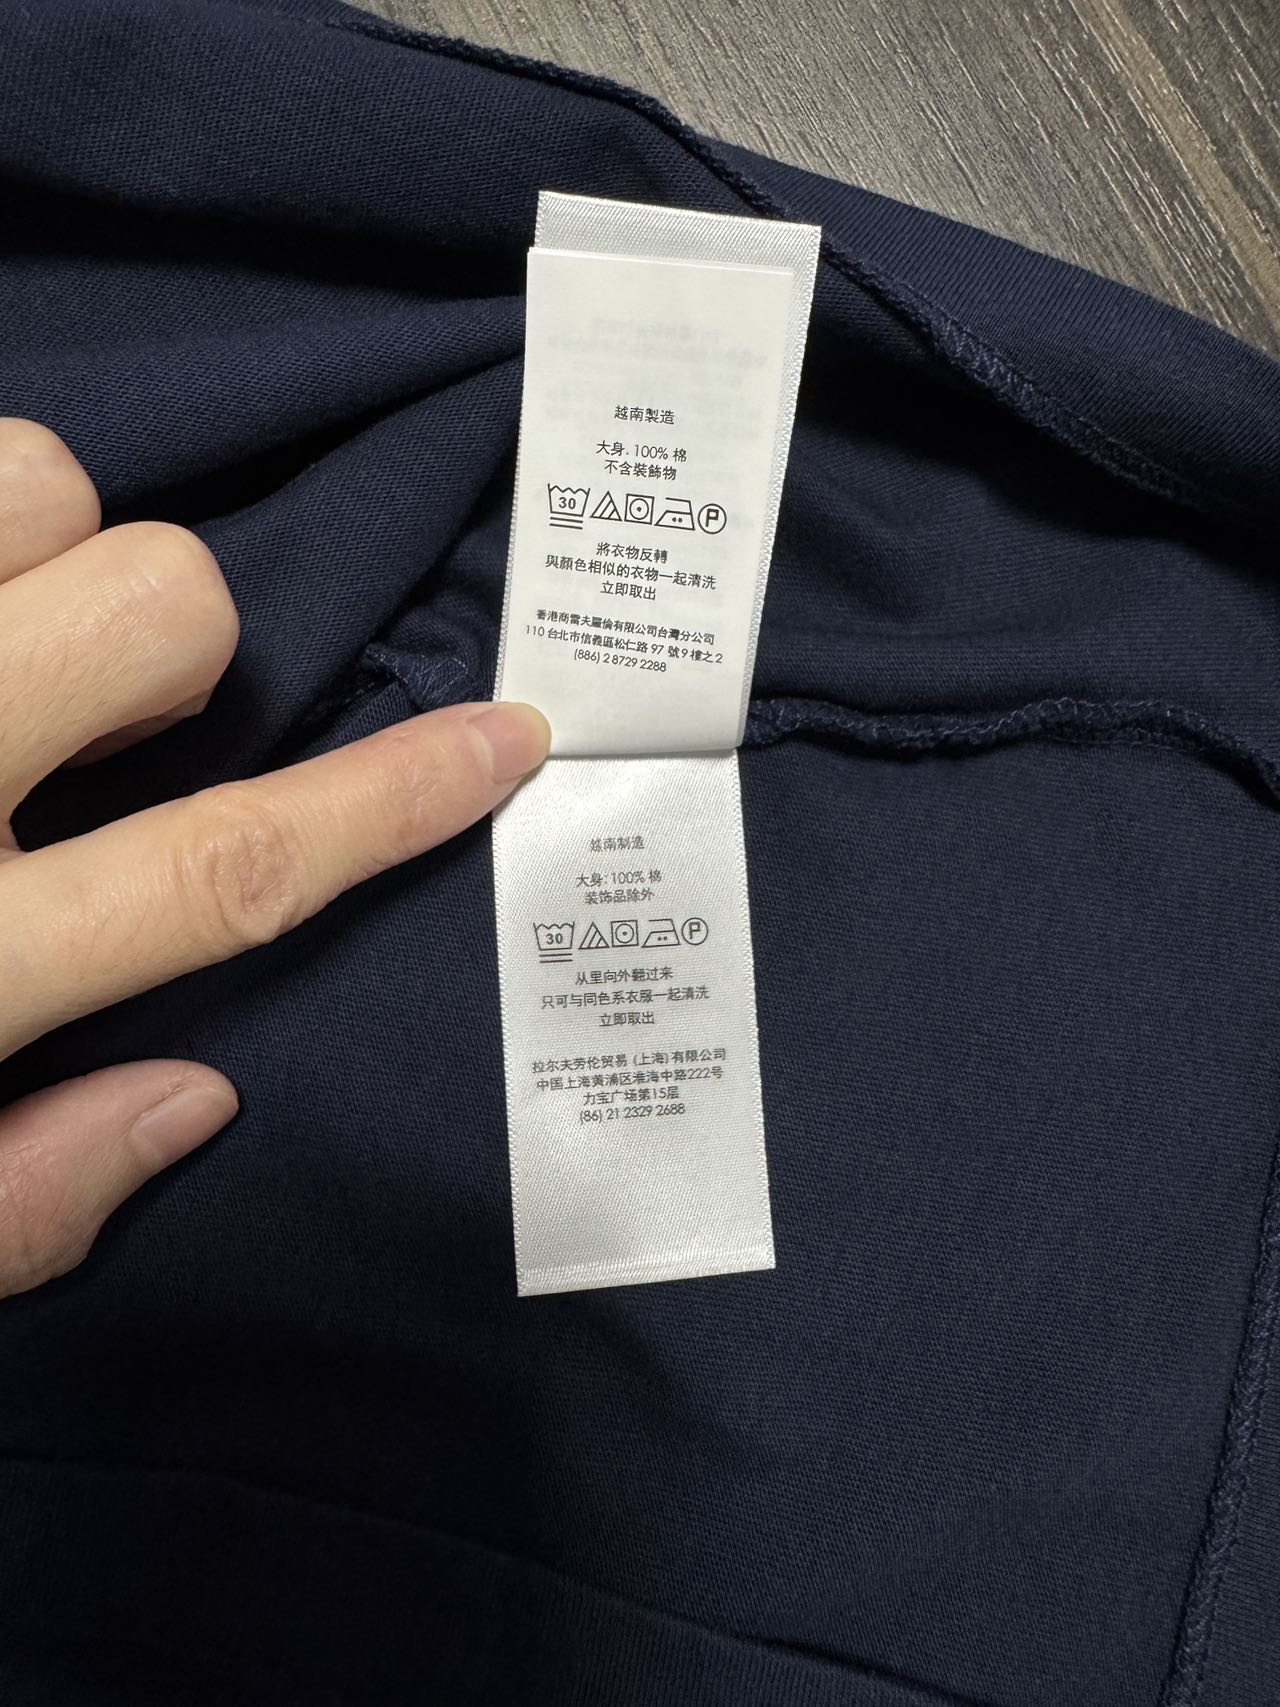 越南製造
大身. 100% 棉
不含裝飾物
30
P
將衣物反轉
與顏色相似的衣物一起清洗
立即取出
香港商雷夫羅倫有限公司台灣分公司
110 台北市信義區松仁路 97 號 9 樓之 2
(886) 2 8729 2288
越南制造
大身: 100% 棉
装饰品除外
30
P
从里向外翻过来
只可与同色系衣服一起清洗
立即取出
拉尔夫劳伦贸易 (上海) 有限公司
中国上海黄浦区淮海中路222号
力宝广场第15层
(86) 21 2329 2688